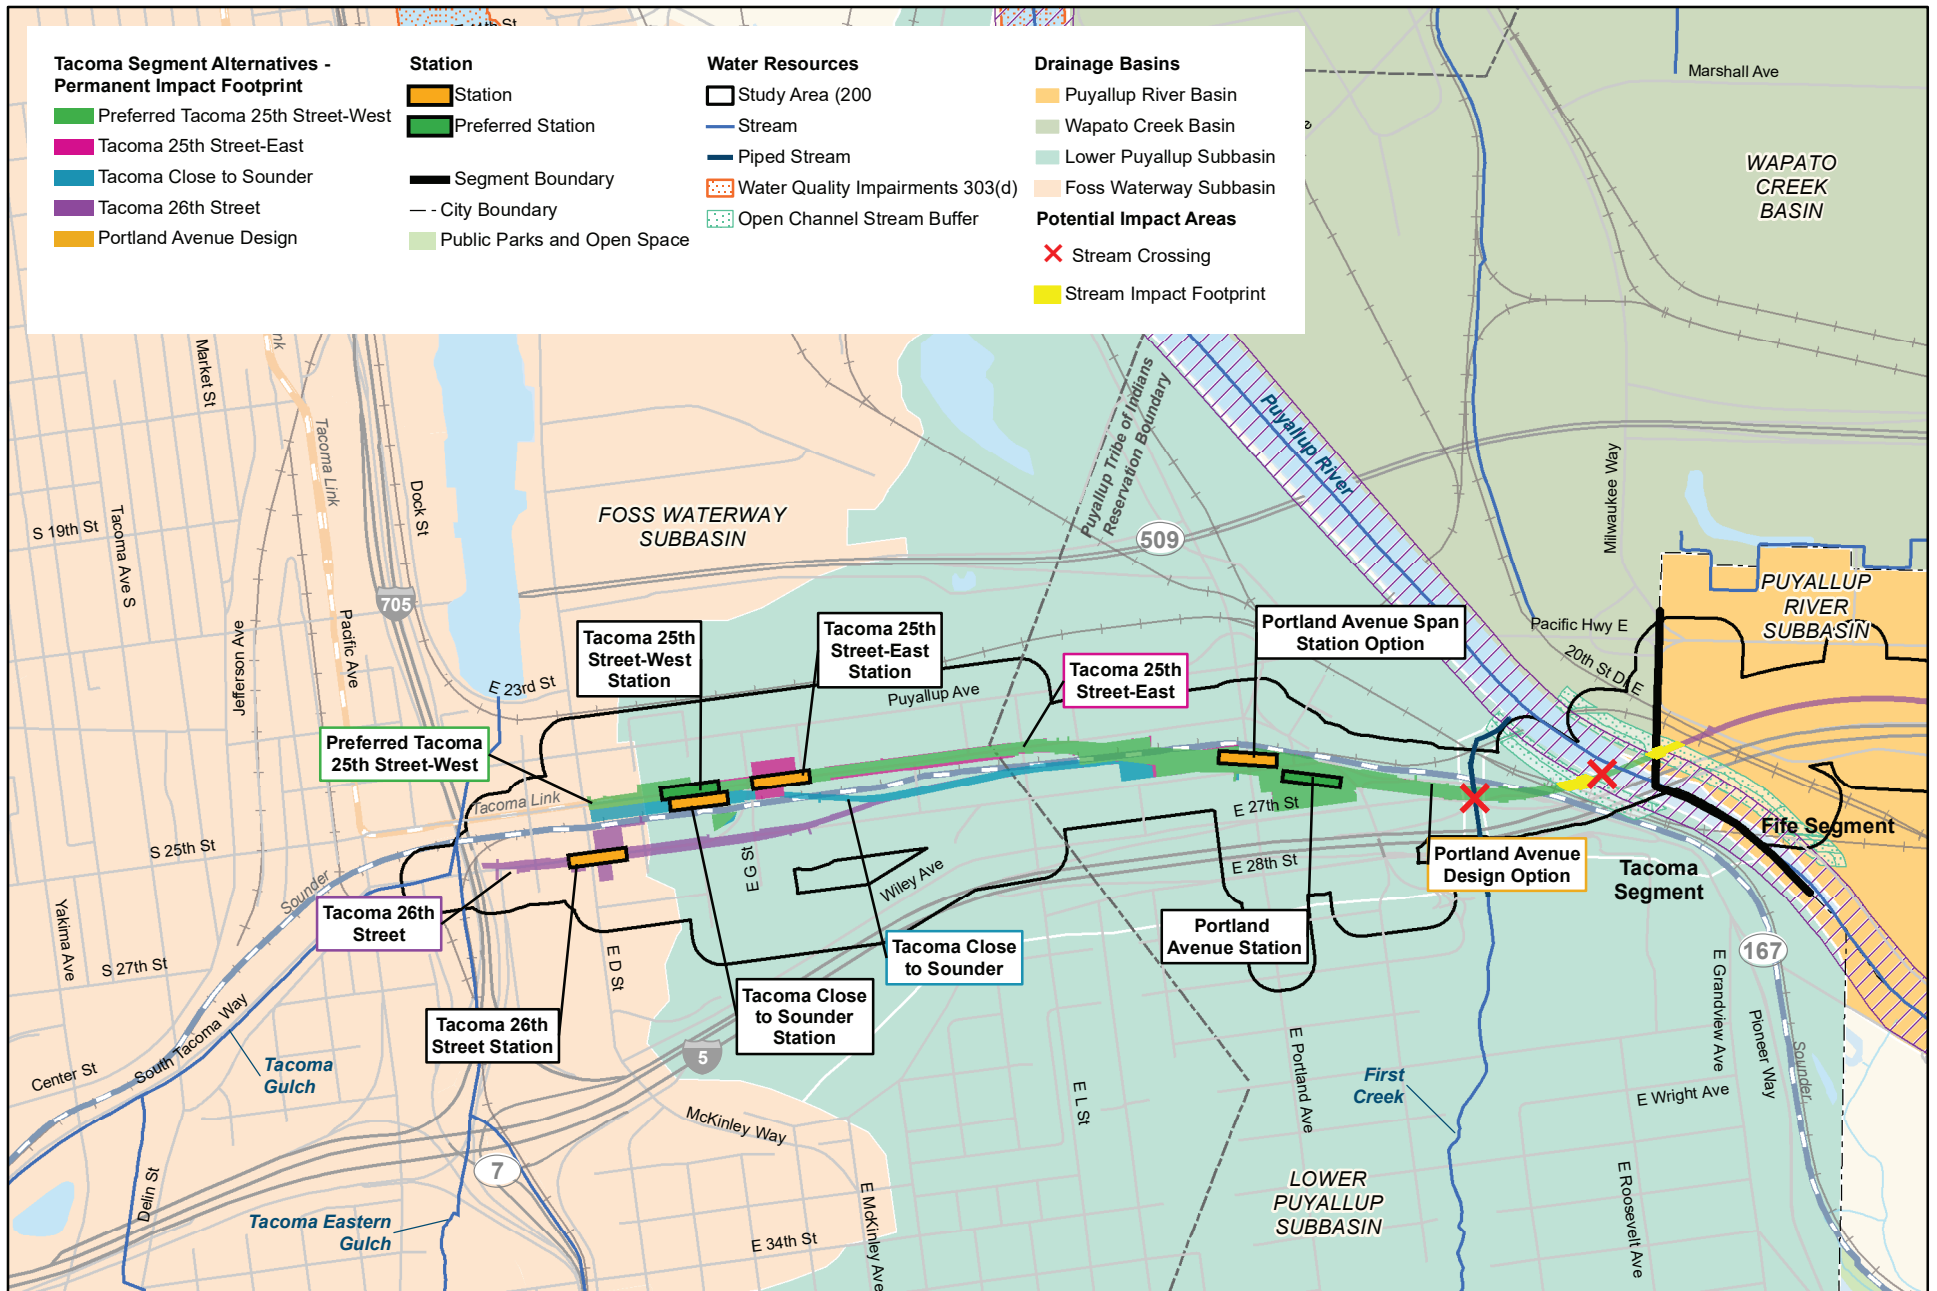 Tacoma Segment Alternatives -
Permanent Impact Footprint
Preferred Tacoma 25th Street-West
Tacoma 25th Street-East
Tacoma Close to Sounder
Tacoma 26th Street
Portland Avenue Design
Station
Station
Preferred Station
Segment Boundary
City Boundary
Public Parks and Open Space
Water Resources
Study Area (200
Stream
Piped Stream
Water Quality Impairments 303(d)
Open Channel Stream Buffer
Drainage Basins
Puyallup River Basin
Wapato Creek Basin
Lower Puyallup Subbasin
Foss Waterway Subbasin
Potential Impact Areas
Stream Crossing
Stream Impact Footprint
Marshall Ave
WAPATO
CREEK
BASIN
Market St
Tacoma Link
Dock St
S 19th St
Tacoma Ave S
FOSS WATERWAY
SUBBASIN
Puyallup Tribe of Indians
Reservation Boundary
Puyallup River
509
Milwaukee Way
705
Jefferson Ave
Pacific Ave
PUYALLUP
RIVER
SUBBASIN
Pacific Hwy E
20th St Dr E
E 23rd St
Puyallup Ave
Tacoma 25th
Street-West
Station
Tacoma 25th
Street-East
Station
Portland Avenue Span
Station Option
Tacoma 25th
Street-East
Preferred Tacoma
25th Street-West
Tacoma Link
E 27th St
S 25th St
Sounder
E G St
Wiley Ave
E 28th St
Portland Avenue
Design Option
Fife Segment
Tacoma
Segment
Tacoma 26th
Street
Yakima Ave
S 27th St
E D St
Tacoma Close
to Sounder
Portland
Avenue Station
167
E Grandview Ave
Pioneer Way
Sounder
Tacoma 26th
Street Station
Tacoma Close
to Sounder
Station
5
Center St
South Tacoma Way
Tacoma
Gulch
E L St
E Portland Ave
First
Creek
E Wright Ave
McKinley Way
7
Delin St
Tacoma Eastern
Gulch
E 34th St
E McKinley Ave
LOWER
PUYALLUP
SUBBASIN
E Roosevelt Ave